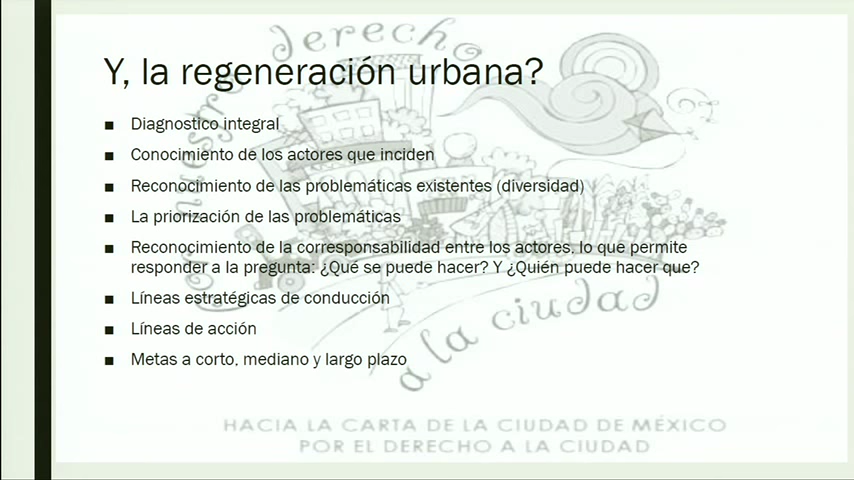 Y, la regeneración urbana?
Diagnostico integral
Conocimiento de los actores que inciden
Reconocimiento de las problemáticas existentes (diversidad)
La priorización de las problemáticas
Reconocimiento de la corresponsabilidad entre los actores, lo que permite
responder a la pregunta: ¿Qué se puede hacer? Y ¿Quién puede hacer que?
Líneas estratégicas de conducción
Líneas de acción
Metas a corto, mediano y largo plazo
por nuestro derecho
a la ciudad
HACIA LA CARTA DE LA CIUDAD DE MÉXICO
POR EL DERECHO A LA CIUDAD